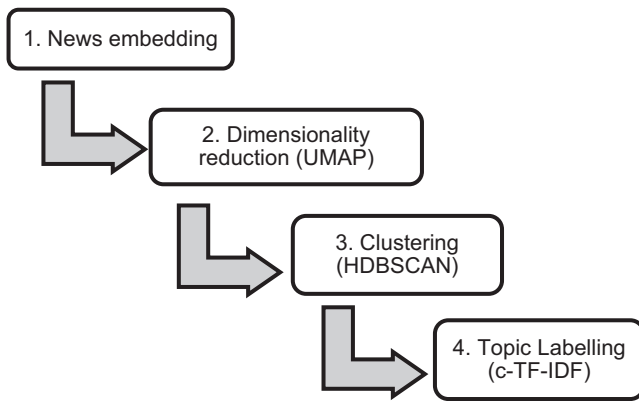 1. News embedding
2. Dimensionality
reduction (UMAP)
3. Clustering
(HDBSCAN)
4. Topic Labelling
(c-TF-IDF)